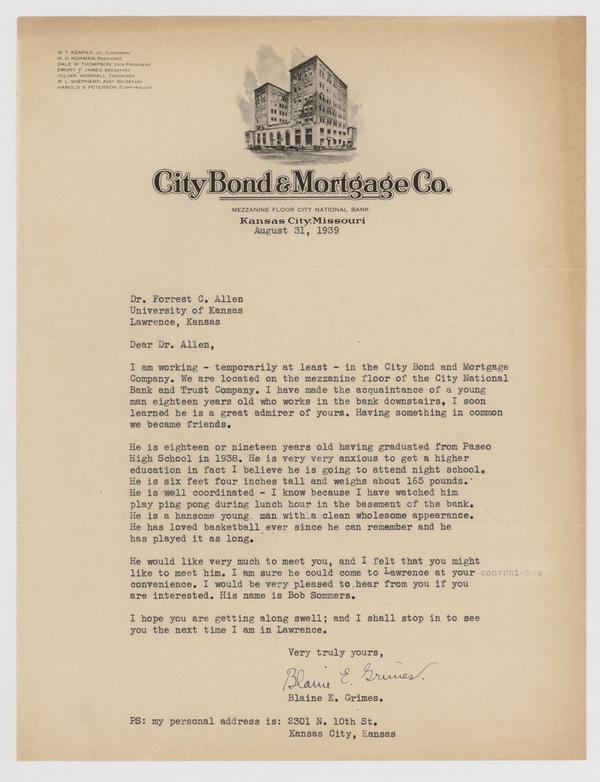 W. T. KEMPER, JR., CHAIRMAN
W. D. NORMAN, PRESIDENT
DALE M. THOMPSON, VICE PRESIDENT
EMORY F. JAMES, SECRETARY
JULIAN WORNALL, TREASURER
W. L. SHEPHERD, ASST. SECRETARY
HAROLD S. PETERSON, COMPTROLLER
City Bond & Mortgage Co.
MEZZANINE FLOOR CITY NATIONAL BANK
Kansas City, Missouri
August 31, 1939
Dr. Forrest C. Allen
University of Kansas
Lawrence, Kansas
Dear Dr. Allen,
I am working - temporarily at least - in the City Bond and Mortgage
Company. We are located on the mezzanine floor of the City National
Bank and Trust Company. I have made the acquaintance of a young
man eighteen years old who works in the bank downstairs. I soon
learned he is a great admirer of yours. Having something in common
we became friends.
He is eighteen or nineteen years old having graduated from Paseo
High School in 1938. He is very very anxious to get a higher
education in fact I believe he is going to attend night school.
He is six feet four inches tall and weighs about 165 pounds.
He is well coordinated - I know because I have watched him
play ping pong during lunch hour in the basement of the bank.
He is a hansome young man with a clean wholesome appearance.
He has loved basketball ever since he can remember and he
has played it as long.
He would like very much to meet you, and I felt that you might
like to meet him. I am sure he could come to Lawrence at your convenience
convenience. I would be very pleased to hear from you if you
are interested. His name is Bob Sommers.
I hope you are getting along swell; and I shall stop in to see
you the next time I am in Lawrence.
Very truly yours,
Blaine E. Grimes.
Blaine E. Grimes.
PS: my personal address is: 2301 N. 10th St.
Kansas City, Kansas